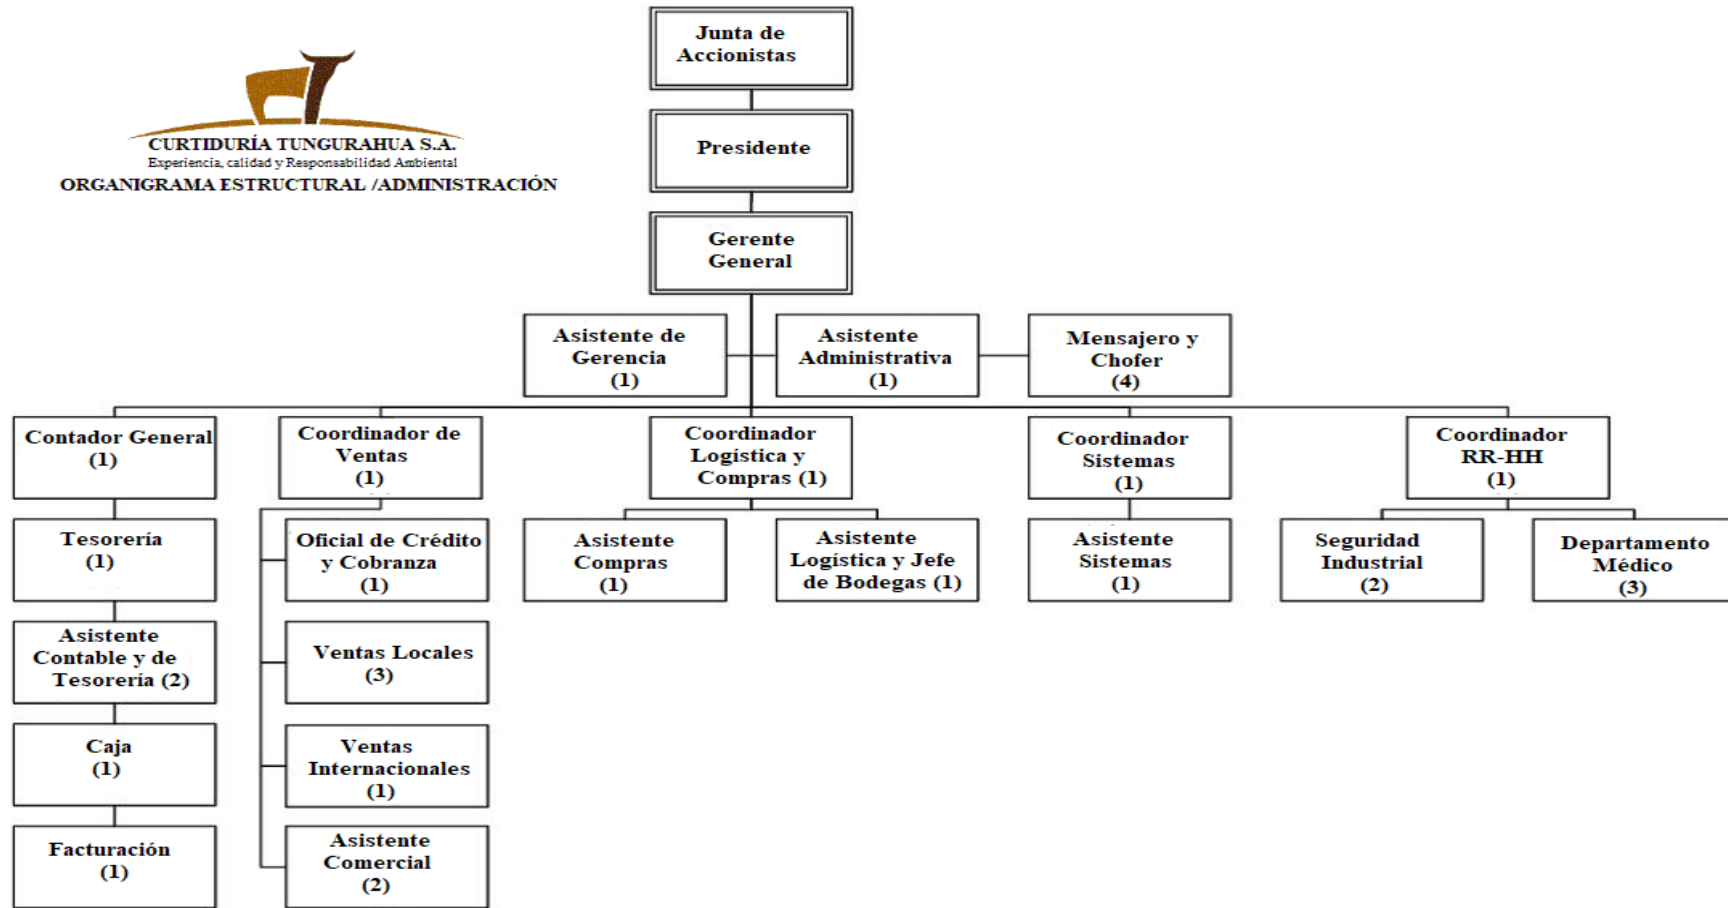 Junta de
Accionistas
CURTIDURÍA TUNGURAHUA S.A.
Experiencia, calidad y Responsabilidad Ambiental
ORGANIGRAMA ESTRUCTURAL /ADMINISTRACIÓN
Presidente
Gerente
General
Asistente de
Gerencia
(1)
Asistente
Administrativa
(1)
Mensajero y
Chofer
(4)
Contador General
(1)
Coordinador de
Ventas
(1)
Coordinador
Logística y
Compras (1)
Coordinador
Sistemas
(1)
Coordinador
RR-HH
(1)
Tesorería
(1)
Oficial de Crédito
y Cobranza
(1)
Asistente
Compras
(1)
Asistente
Logística y Jefe
de Bodegas (1)
Asistente
Sistemas
(1)
Seguridad
Industrial
(2)
Departamento
Médico
(3)
Asistente
Contable y de
Tesorería (2)
Ventas Locales
(3)
Caja
(1)
Ventas
Internacionales
(1)
Facturación
(1)
Asistente
Comercial
(2)